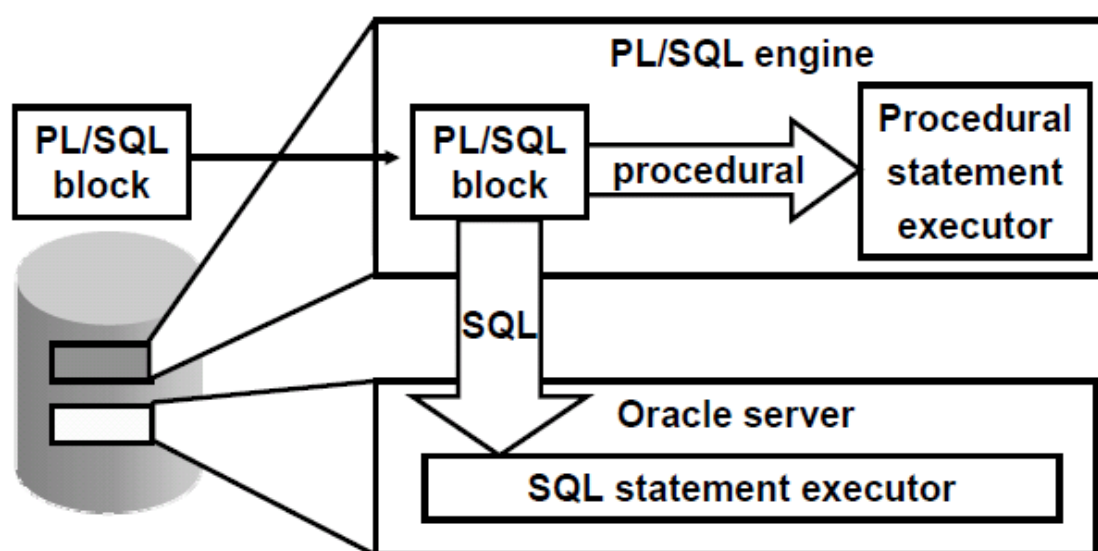 PL/SQL engine
PL/SQL
block
PL/SQL
block
procedural
Procedural
statement
executor
SQL
Oracle server
SQL statement executor